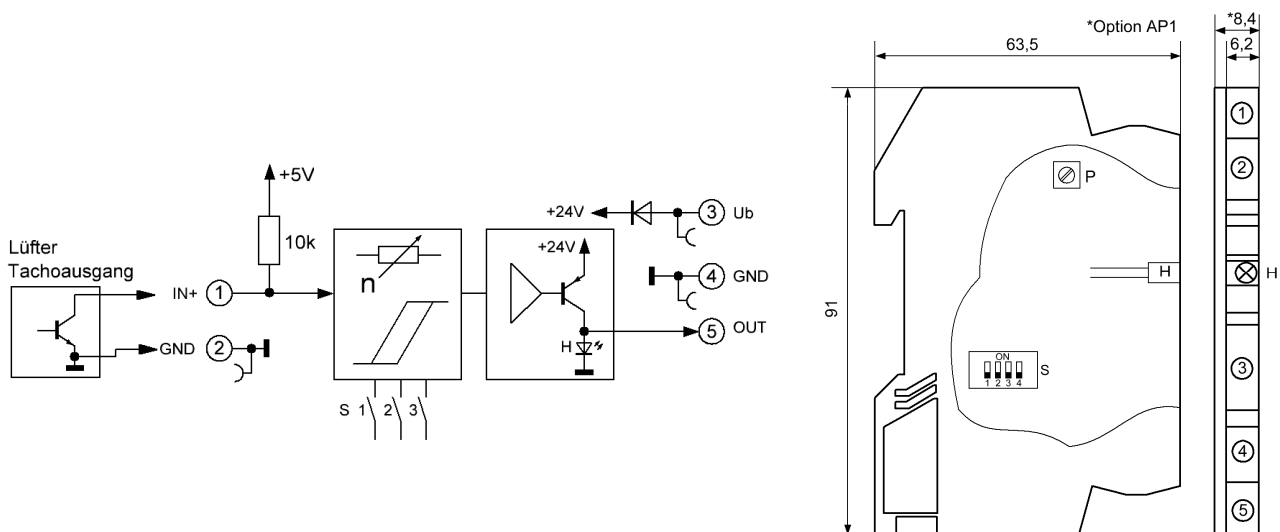 +5V
10k
Lüfter
Tachoausgang
IN+ 1
GND 2
n
S 1 2 3
+24V
3 Ub
+24V
4 GND
5 OUT
H
*Option AP1
63,5
*8,4
6,2
91
P
H
ON
1 2 3 4
S
1
2
H
3
4
5